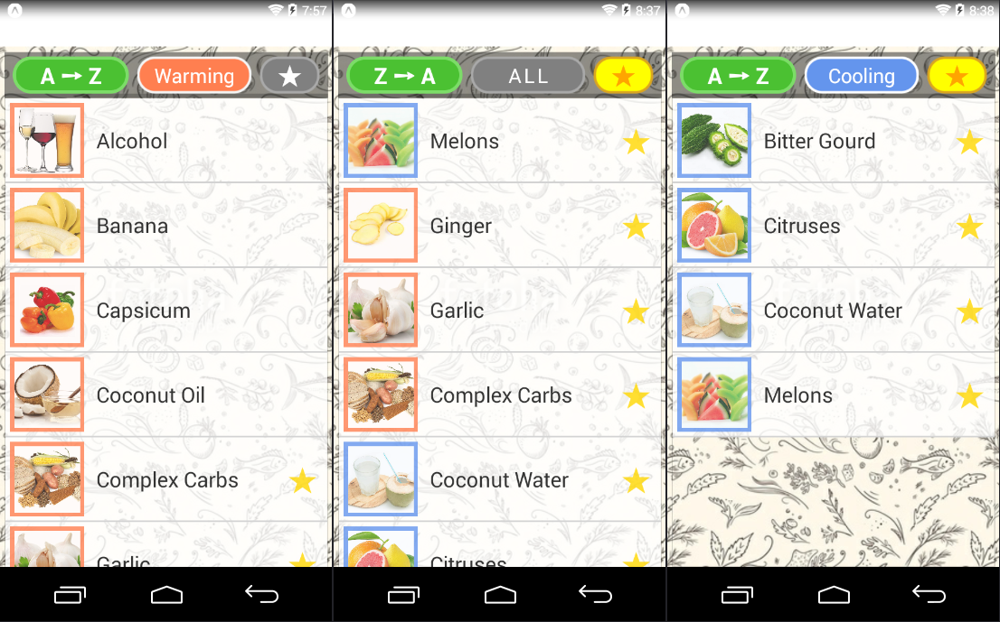 7:57
A → Z Warming ★
Alcohol
Banana
Capsicum
Coconut Oil
Complex Carbs
Garlic
8:37
Z → A ALL ★
Melons
Ginger
Garlic
Complex Carbs
Coconut Water
Citruses
8:38
A → Z Cooling ★
Bitter Gourd
Citruses
Coconut Water
Melons